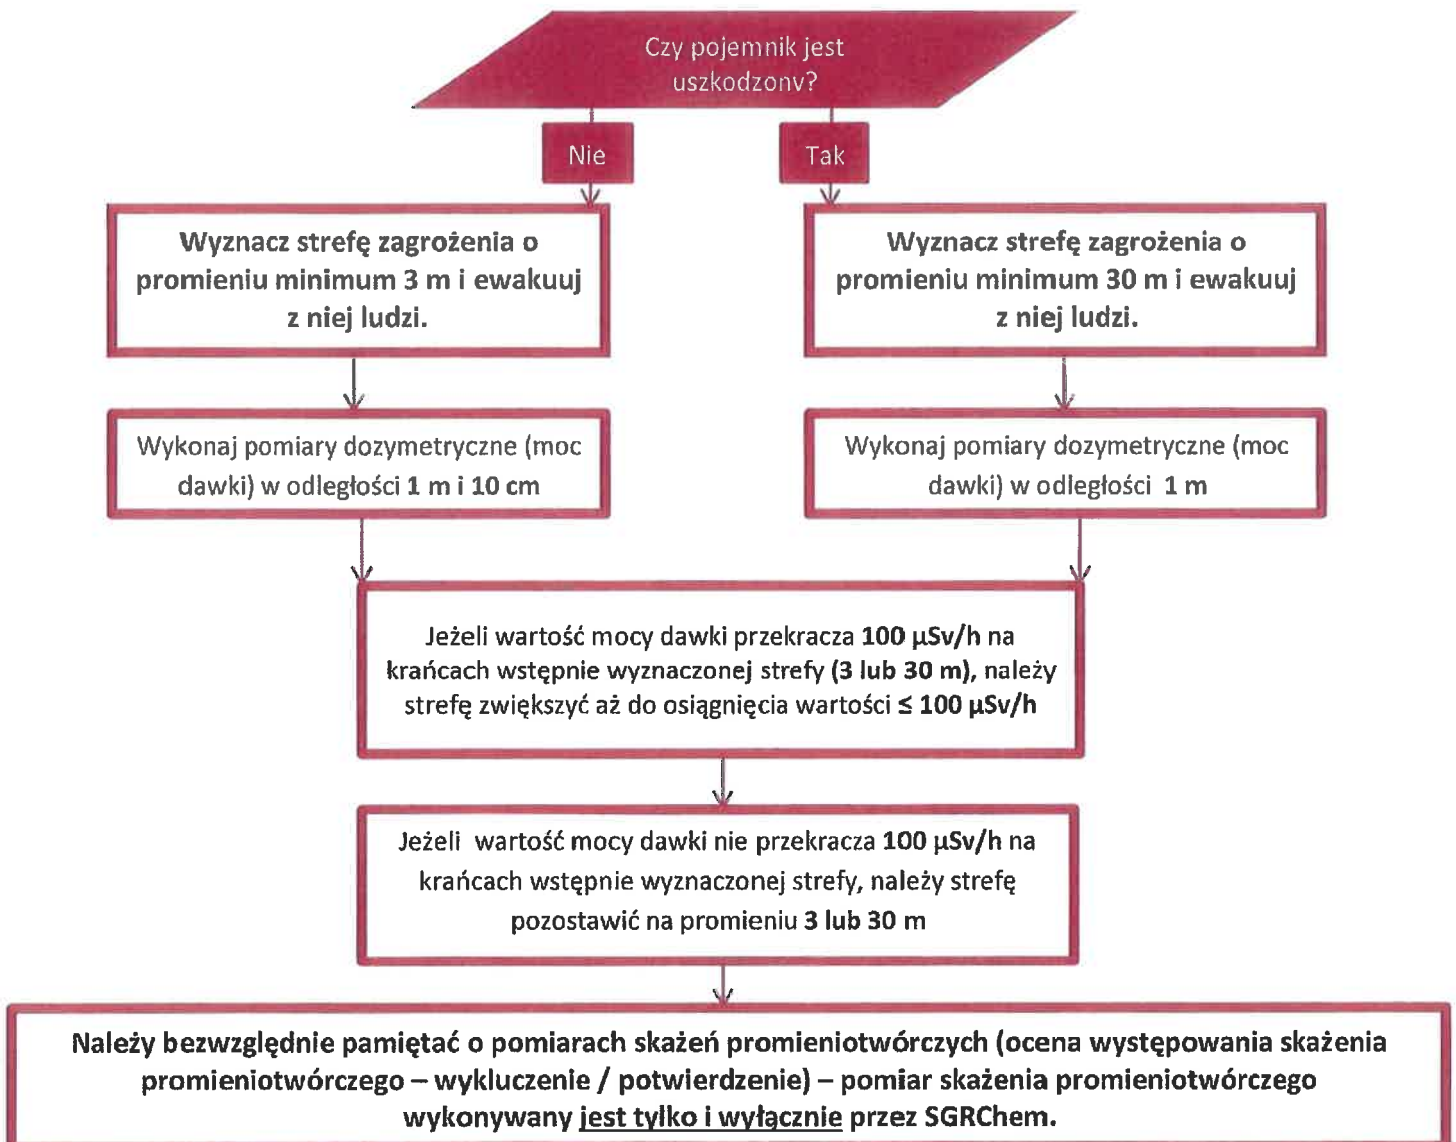 Czy pojemnik jest
uszkodzony?
Nie
Tak
Wyznacz strefę zagrożenia o
promieniu minimum 3 m i ewakuuj
z niej ludzi.
Wyznacz strefę zagrożenia o
promieniu minimum 30 m i ewakuuj
z niej ludzi.
Wykonaj pomiary dozymetryczne (moc
dawki) w odległości 1 m i 10 cm
Wykonaj pomiary dozymetryczne (moc
dawki) w odległości 1 m
Jeżeli wartość mocy dawki przekracza 100 µSv/h na
krańcach wstępnie wyznaczonej strefy (3 lub 30 m), należy
strefę zwiększyć aż do osiągnięcia wartości ≤ 100 µSv/h
Jeżeli wartość mocy dawki nie przekracza 100 µSv/h na
krańcach wstępnie wyznaczonej strefy, należy strefę
pozostawić na promieniu 3 lub 30 m
Należy bezwzględnie pamiętać o pomiarach skażeń promieniotwórczych (ocena występowania skażenia
promieniotwórczego – wykluczenie / potwierdzenie) – pomiar skażenia promieniotwórczego
wykonywany jest tylko i wyłącznie przez SGRChem.